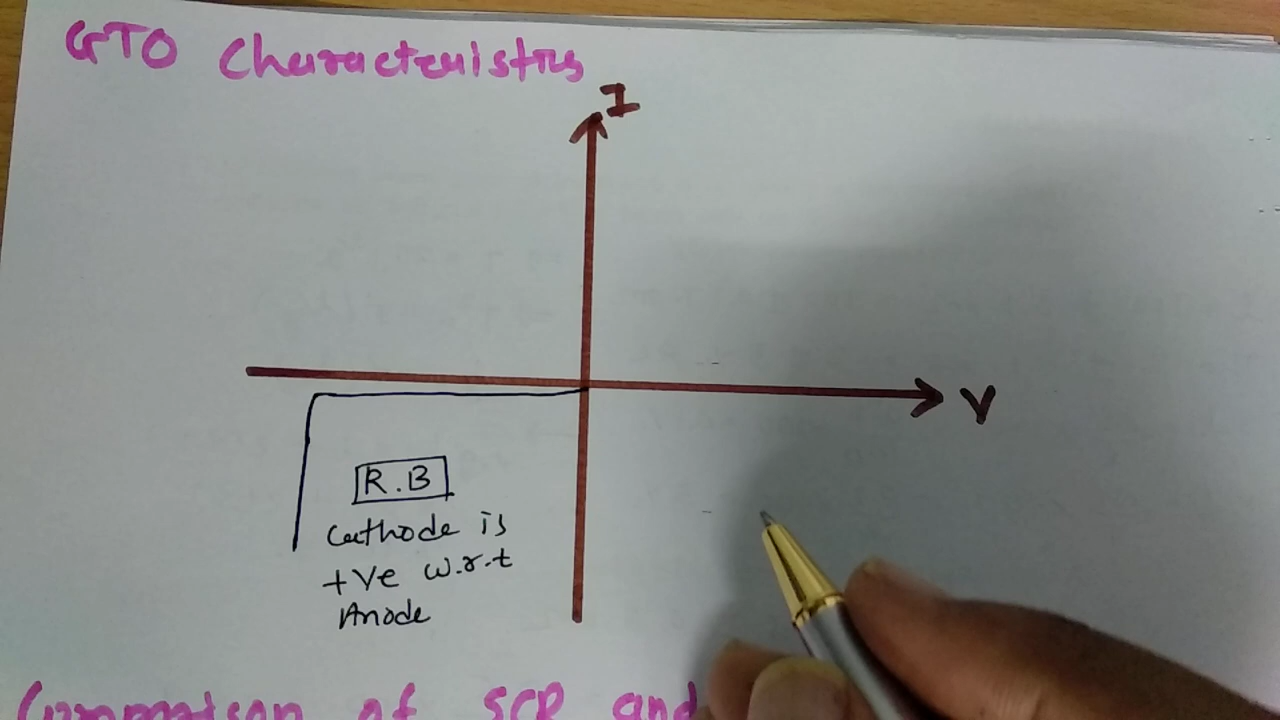 GTO Characteristics
I
V
R.B
Cathode is
+ve w.r.t
Anode
Comparison of SCR and